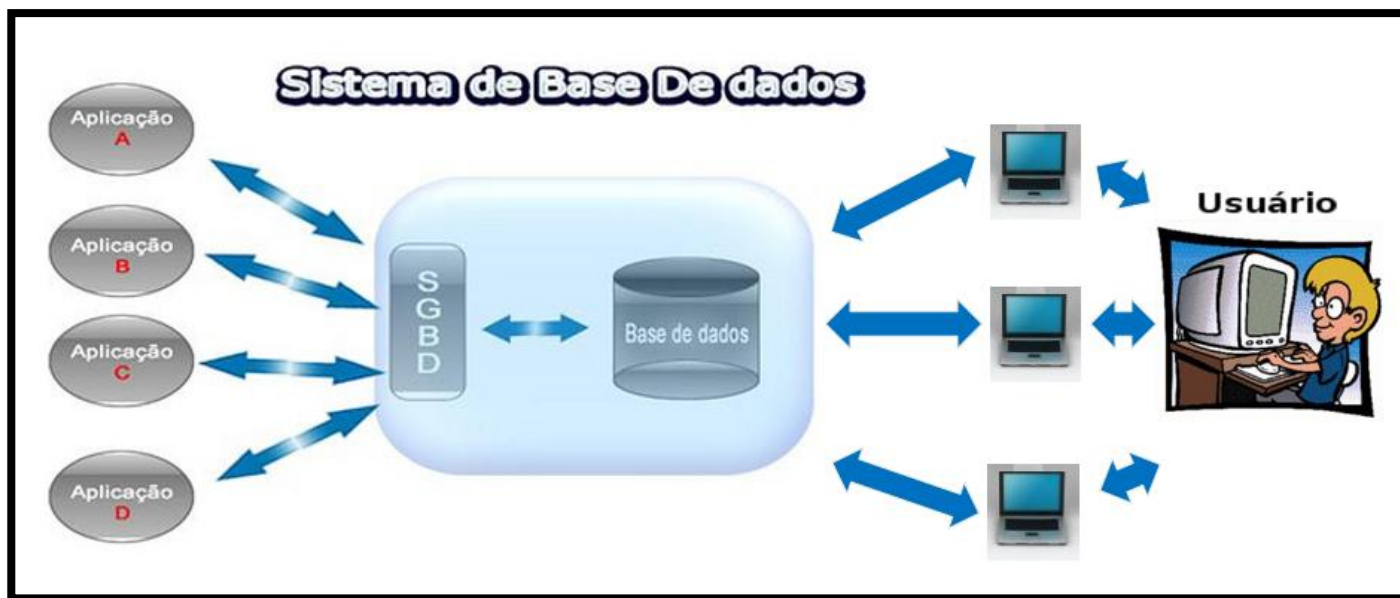 Sistema de Base De dados
Aplicação
A
Aplicação
B
Aplicação
C
Aplicação
D
S
G
B
D
Base de dados
Usuário